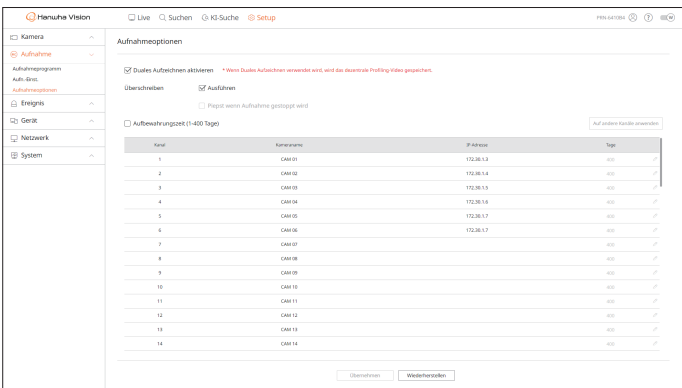 Hanwha Vision Live Suchen KI-Suche Setup PRN-6410B4
Kamera
Aufnahme
Aufnahmeprogramm
Aufn.-Einst.
Aufnahmeoptionen
Ereignis
Gerät
Netzwerk
System
Aufnahmeoptionen
Duales Aufzeichnen aktivieren * Wenn Duales Aufzeichnen verwendet wird, wird das dezentrale Profiling-Video gespeichert.
Überschreiben Ausführen
Piepst wenn Aufnahme gestoppt wird
Aufbewahrungszeit (1-400 Tage) Auf andere Kanäle anwenden
Kanal Kameraname IP-Adresse Tage
1 CAM 01 172.30.1.3 400
2 CAM 02 172.30.1.4 400
3 CAM 03 172.30.1.5 400
4 CAM 04 172.30.1.6 400
5 CAM 05 172.30.1.7 400
6 CAM 06 172.30.1.7 400
7 CAM 07 400
8 CAM 08 400
9 CAM 09 400
10 CAM 10 400
11 CAM 11 400
12 CAM 12 400
13 CAM 13 400
14 CAM 14 400
Übernehmen Wiederherstellen